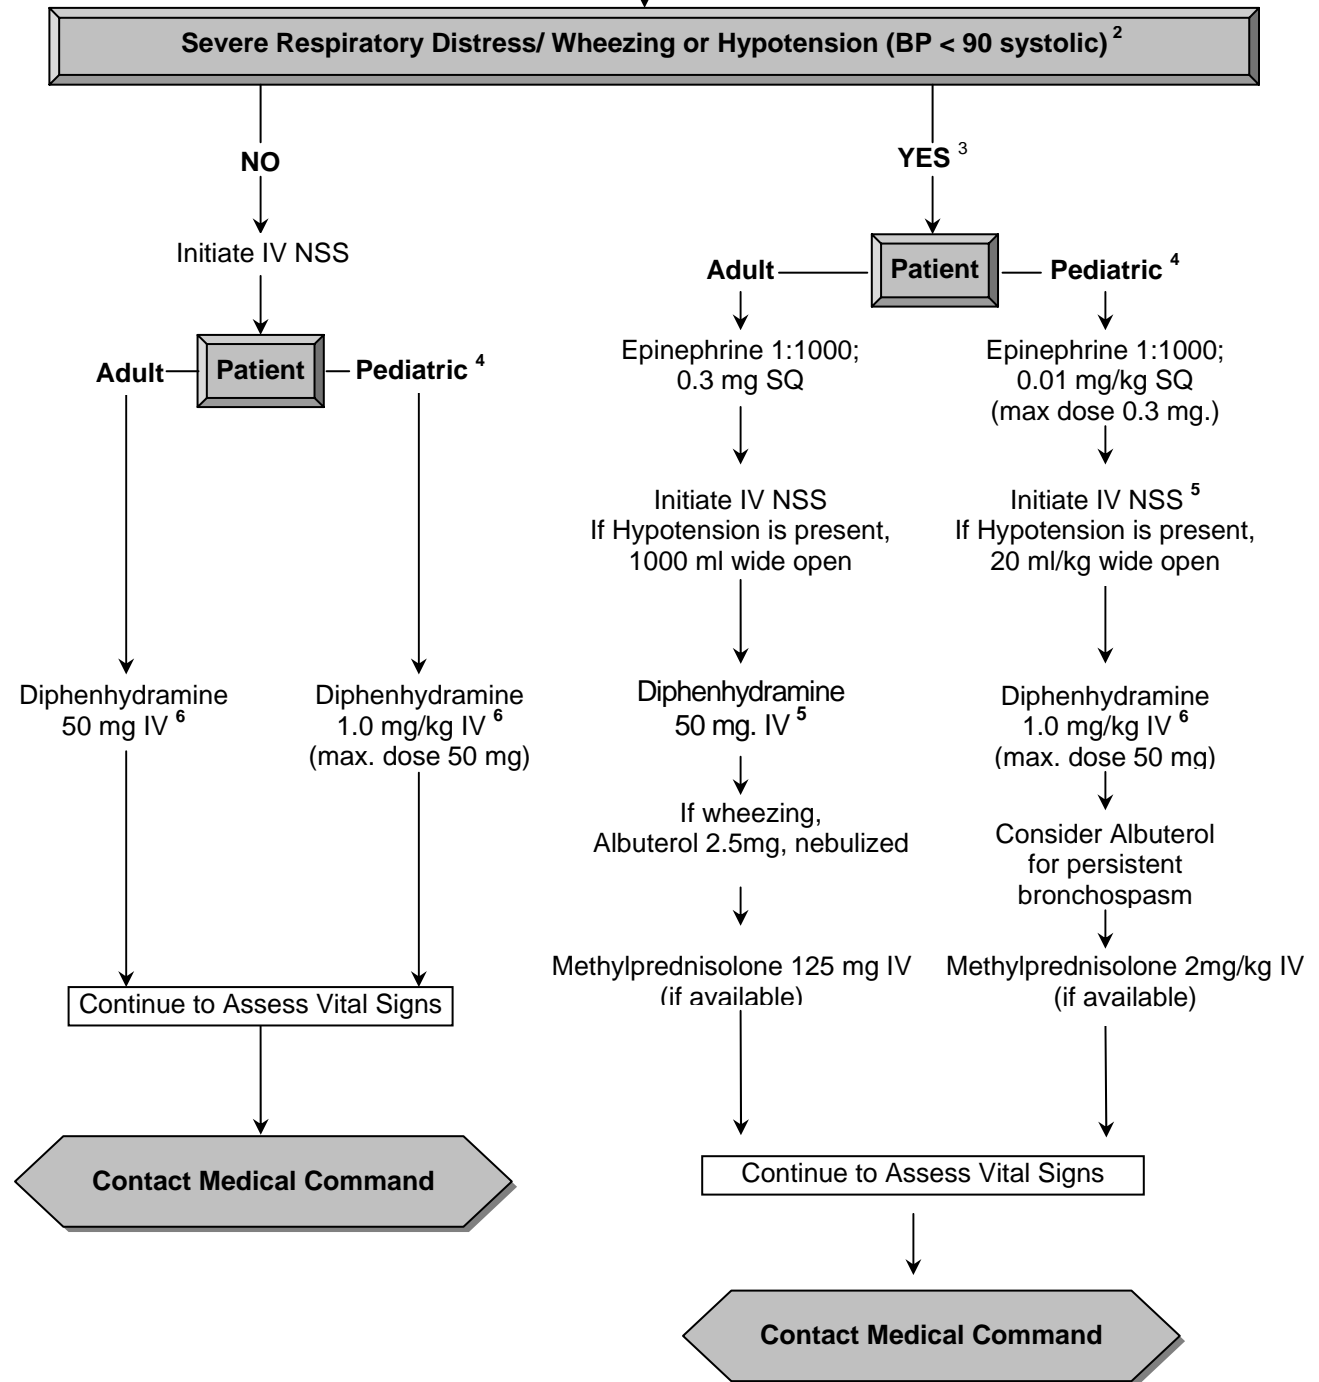 Severe Respiratory Distress/ Wheezing or Hypotension (BP < 90 systolic) 2
NO
Initiate IV NSS
Adult
Patient
Pediatric 4
Diphenhydramine
50 mg IV 6
Diphenhydramine
1.0 mg/kg IV 6
(max. dose 50 mg)
Continue to Assess Vital Signs
Contact Medical Command
YES 3
Adult
Patient
Pediatric 4
Epinephrine 1:1000;
0.3 mg SQ
Initiate IV NSS
If Hypotension is present,
1000 ml wide open
Diphenhydramine
50 mg. IV 5
If wheezing,
Albuterol 2.5mg, nebulized
Methylprednisolone 125 mg IV
(if available)
Epinephrine 1:1000;
0.01 mg/kg SQ
(max dose 0.3 mg.)
Initiate IV NSS 5
If Hypotension is present,
20 ml/kg wide open
Diphenhydramine
1.0 mg/kg IV 6
(max. dose 50 mg)
Consider Albuterol
for persistent
bronchospasm
Methylprednisolone 2mg/kg IV
(if available)
Continue to Assess Vital Signs
Contact Medical Command